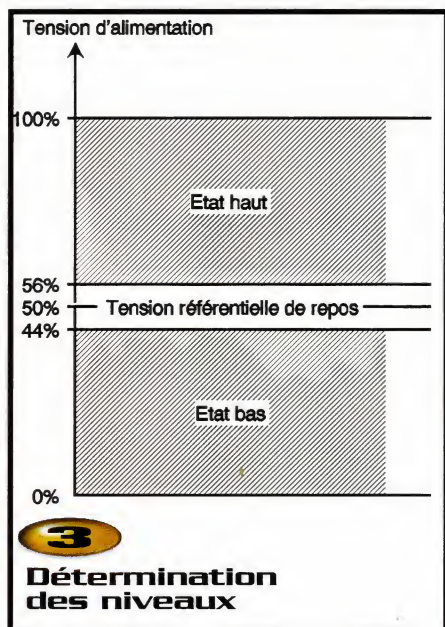 Tension d'alimentation
100%
Etat haut
56%
50% Tension référentielle de repos
44%
Etat bas
0%
3
Détermination
des niveaux